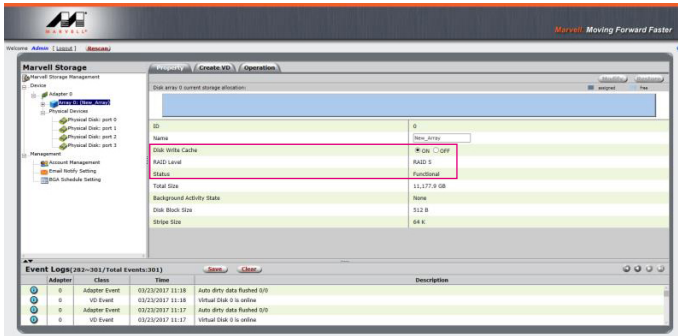 MARVELL
Marvell. Moving Forward Faster
Welcome Admin [ Logout ] [Rescan]
Marvell Storage
Property Create VD Operation
Marvell Storage Management
Device
Adapter 0
Array 0: [New_Array]
Physical Devices
Physical Disk: port 0
Physical Disk: port 1
Physical Disk: port 2
Physical Disk: port 3
Management
Account Management
Email Notify Setting
BGA Schedule Setting
Modify Restore
Disk array 0 current storage allocation: assigned free
ID 0
Name New_Array
Disk Write Cache ON OFF
RAID Level RAID 5
Status Functional
Total Size 11,177.9 GB
Background Activity State None
Disk Block Size 512 B
Stripe Size 64 K
Event Logs(282~301/Total Events:301) Save Clear
Adapter Class Time Description
0 Adapter Event 03/23/2017 11:18 Auto dirty data flushed 0/0
0 VD Event 03/23/2017 11:18 Virtual Disk 0 is online
0 Adapter Event 03/23/2017 11:17 Auto dirty data flushed 0/0
0 VD Event 03/23/2017 11:17 Virtual Disk 0 is online